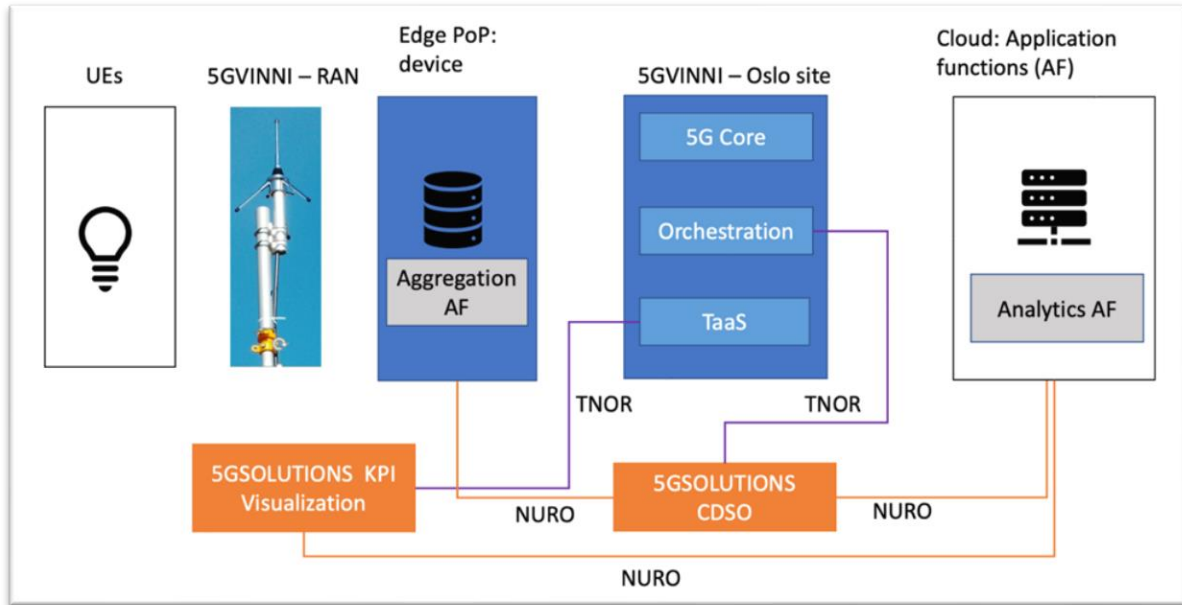 UEs
5GVINNI – RAN
Edge PoP:
device
5GVINNI – Oslo site
Cloud: Application
functions (AF)
5G Core
Orchestration
TaaS
Aggregation
AF
Analytics AF
TNOR
TNOR
5GSOLUTIONS  KPI
Visualization
5GSOLUTIONS
CDSO
NURO
NURO
NURO